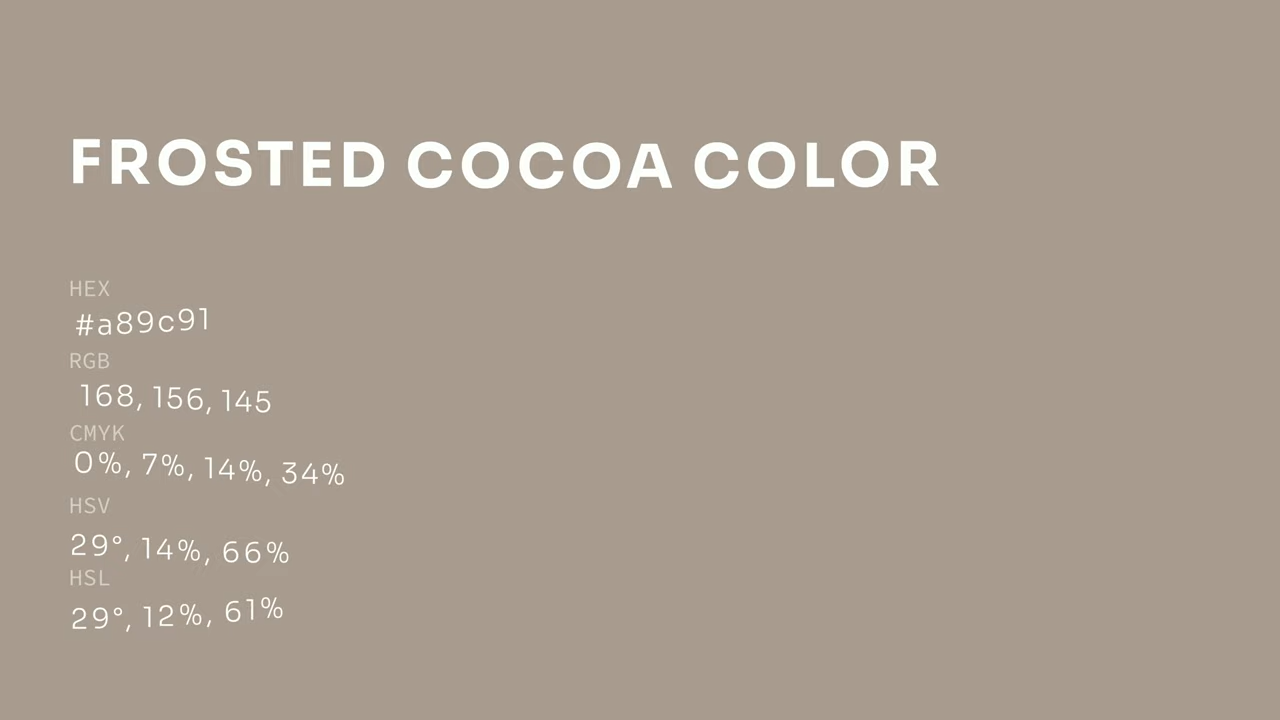 FROSTED COCOA COLOR
HEX
#a89c91
RGB
168, 156, 145
CMYK
0%, 7%, 14%, 34%
HSV
29°, 14%, 66%
HSL
29°, 12%, 61%